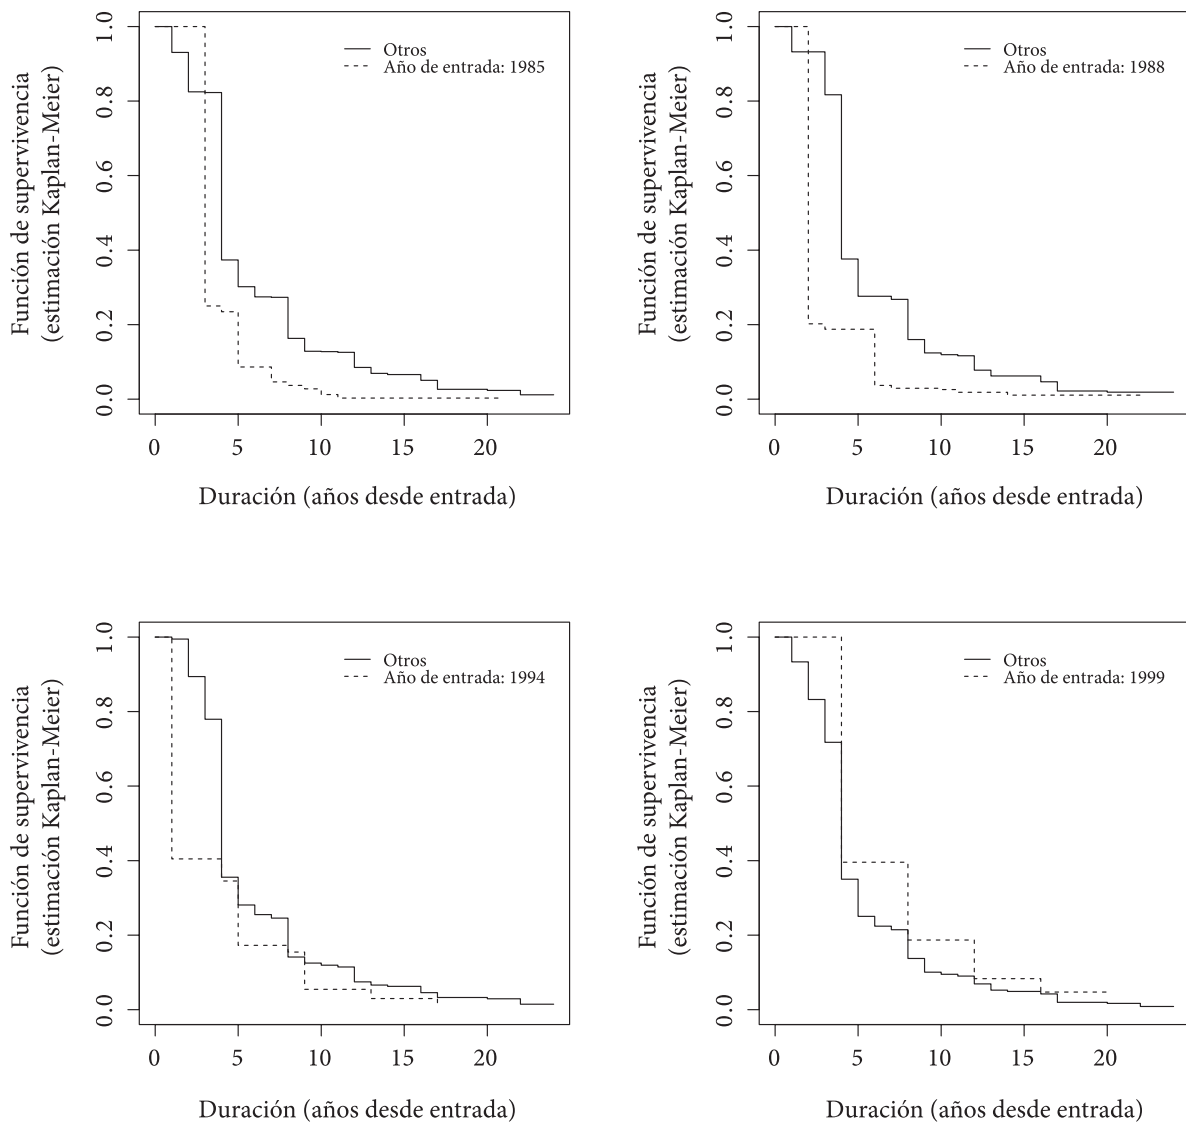 Función de supervivencia
(estimación Kaplan-Meier)
1.0
0.8
0.6
0.4
0.2
0.0
Otros
Año de entrada: 1985
0 5 10 15 20
Duración (años desde entrada)
Función de supervivencia
(estimación Kaplan-Meier)
1.0
0.8
0.6
0.4
0.2
0.0
Otros
Año de entrada: 1988
0 5 10 15 20
Duración (años desde entrada)
Función de supervivencia
(estimación Kaplan-Meier)
1.0
0.8
0.6
0.4
0.2
0.0
Otros
Año de entrada: 1994
0 5 10 15 20
Duración (años desde entrada)
Función de supervivencia
(estimación Kaplan-Meier)
1.0
0.8
0.6
0.4
0.2
0.0
Otros
Año de entrada: 1999
0 5 10 15 20
Duración (años desde entrada)